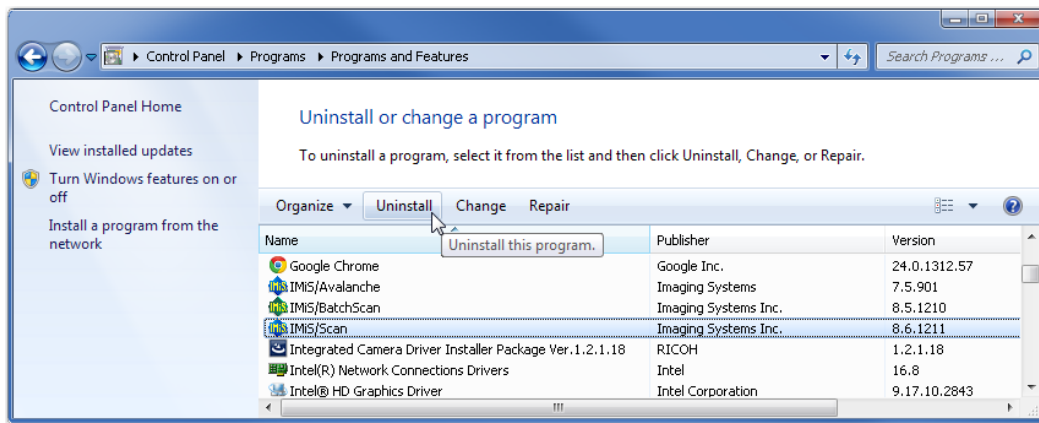 Control Panel Programs Programs and Features Search Programs ...
Control Panel Home
View installed updates
Turn Windows features on or
off
Install a program from the
network
Uninstall or change a program
To uninstall a program, select it from the list and then click Uninstall, Change, or Repair.
Organize Uninstall Change Repair
Name Publisher Version
Uninstall this program.
Google Chrome Google Inc. 24.0.1312.57
IMiS/Avalanche Imaging Systems 7.5.901
IMiS/BatchScan Imaging Systems Inc. 8.5.1210
IMiS/Scan Imaging Systems Inc. 8.6.1211
Integrated Camera Driver Installer Package Ver.1.2.1.18 RICOH 1.2.1.18
Intel(R) Network Connections Drivers Intel 16.8
Intel® HD Graphics Driver Intel Corporation 9.17.10.2843